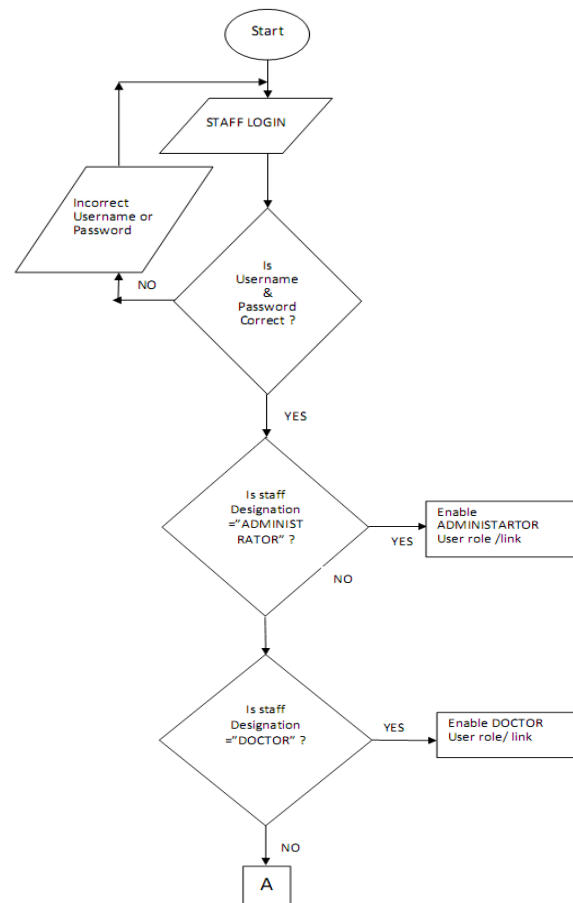 Start
STAFF LOGIN
Incorrect
Username or
Password
NO
Is
Username
&
Password
Correct ?
YES
Is staff
Designation
="ADMINIST
RATOR" ?
YES
Enable
ADMINISTARTOR
User role /link
NO
Is staff
Designation
="DOCTOR" ?
YES
Enable DOCTOR
User role/ link
NO
A